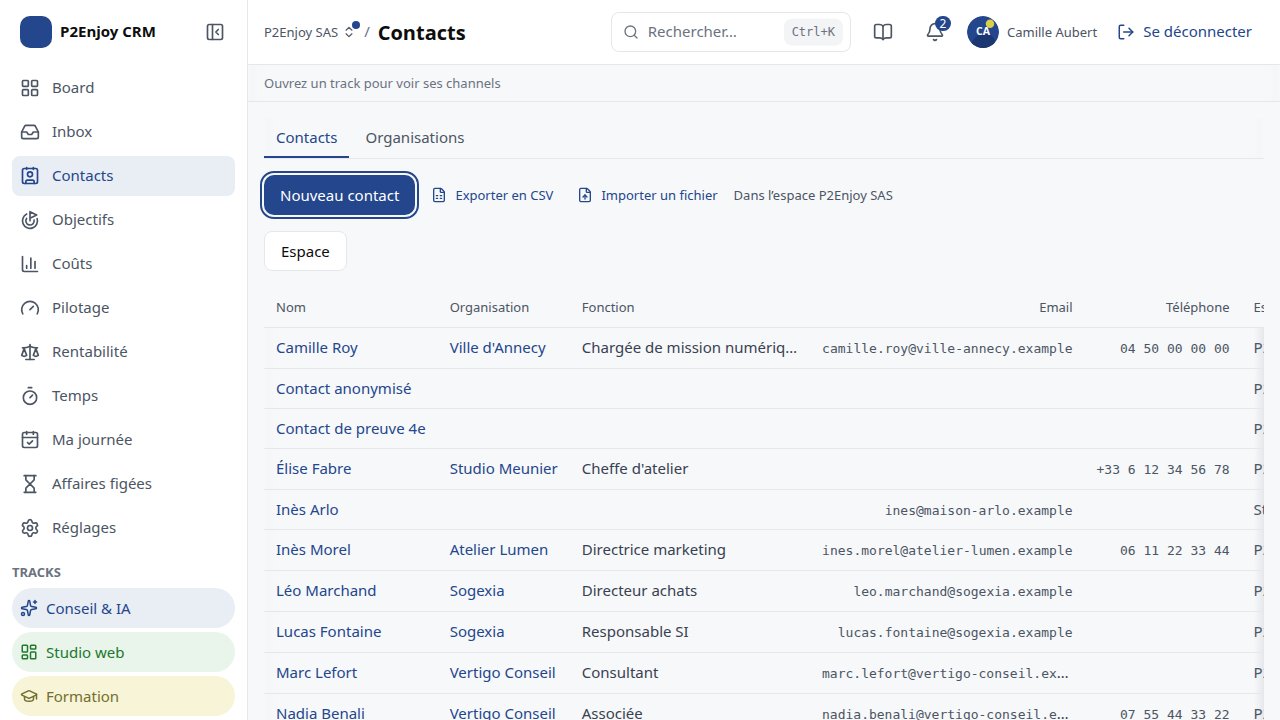 P2Enjoy CRM
P2Enjoy SAS / Contacts
Rechercher... Ctrl+K
2
CA Camille Aubert
Se déconnecter
Board
Inbox
Contacts
Objectifs
Coûts
Pilotage
Rentabilité
Temps
Ma journée
Affaires figées
Réglages
TRACKS
Conseil & IA
Studio web
Formation
Ouvrez un track pour voir ses channels
Contacts Organisations
Nouveau contact Exporter en CSV Importer un fichier Dans l'espace P2Enjoy SAS
Espace
Nom Organisation Fonction Email Téléphone
Camille Roy Ville d'Annecy Chargée de mission numériq... camille.roy@ville-annecy.example 04 50 00 00 00
Contact anonymisé
Contact de preuve 4e
Élise Fabre Studio Meunier Cheffe d'atelier +33 6 12 34 56 78
Inès Arlo ines@maison-arlo.example
Inès Morel Atelier Lumen Directrice marketing ines.morel@atelier-lumen.example 06 11 22 33 44
Léo Marchand Sogexia Directeur achats leo.marchand@sogexia.example
Lucas Fontaine Sogexia Responsable SI lucas.fontaine@sogexia.example
Marc Lefort Vertigo Conseil Consultant marc.lefort@vertigo-conseil.ex...
Nadia Benali Vertigo Conseil Associée nadia.benali@vertigo-conseil.e... 07 55 44 33 22